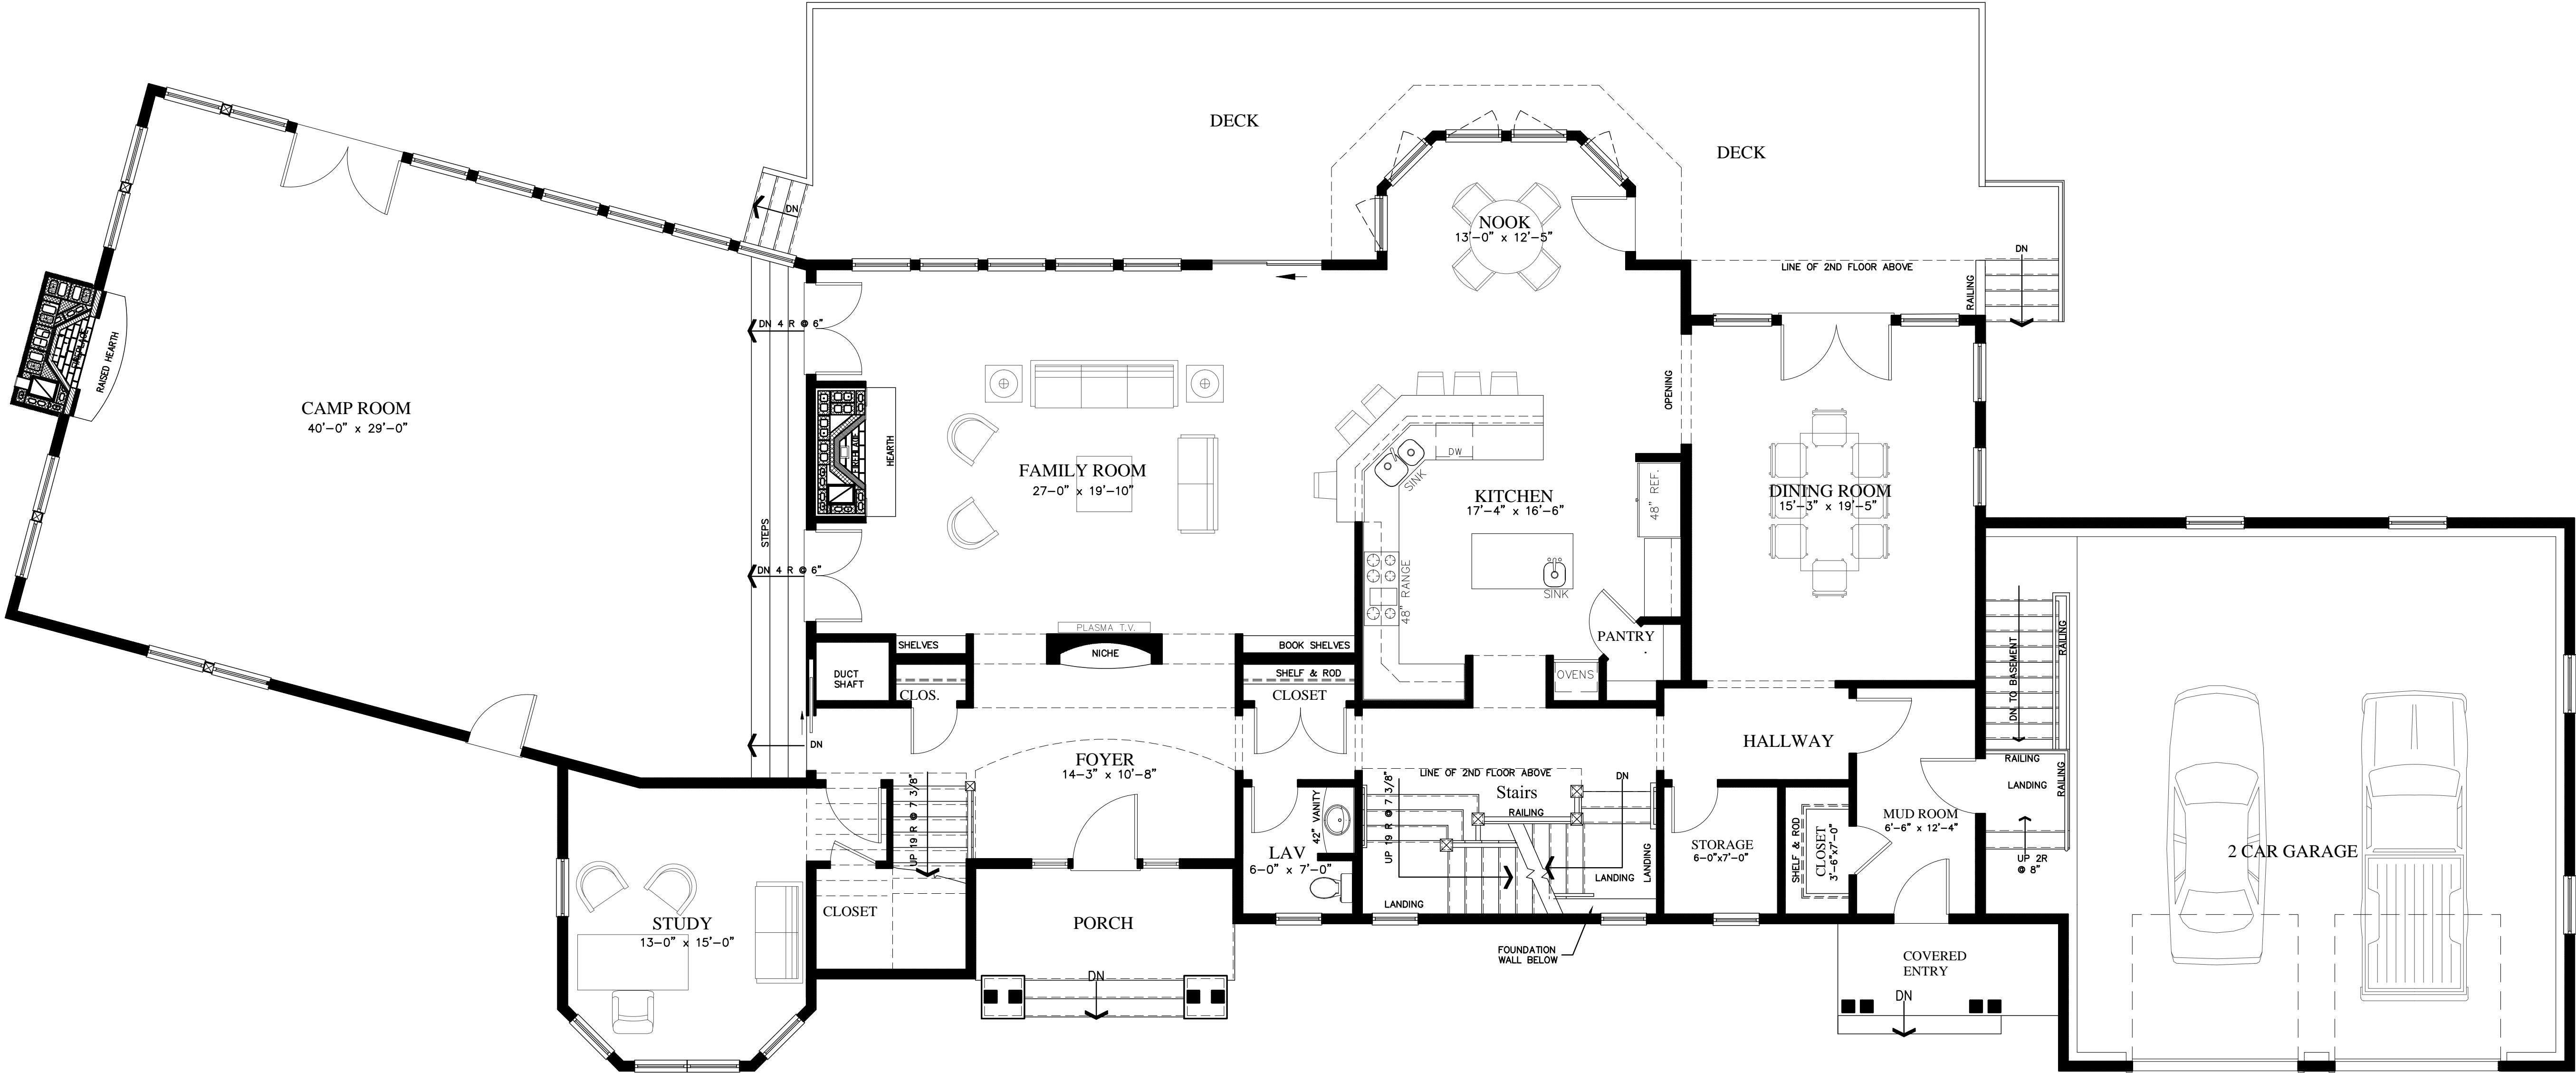 DECK
DECK
DN
NOOK
13'-0" x 12'-5"
DN
LINE OF 2ND FLOOR ABOVE
RAILING
DN 4 R @ 6"
FIREPLACE
RAISED HEARTH
CAMP ROOM
40'-0" x 29'-0"
OPENING
FIREPLACE
HEARTH
FAMILY ROOM
27-0" x 19'-10"
DW
SINK
KITCHEN
17'-4" x 16'-6"
48" REF.
DINING ROOM
15'-3" x 19'-5"
STEPS
DN 4 R @ 6"
48" RANGE
SINK
PLASMA T.V.
SHELVES
NICHE
BOOK SHELVES
PANTRY
DUCT
SHAFT
CLOS.
SHELF & ROD
CLOSET
OVENS
DN. TO BASEMENT
RAILING
DN
FOYER
14-3" x 10'-8"
HALLWAY
RAILING
LANDING
RAILING
UP 19 R @ 7 3/8"
LINE OF 2ND FLOOR ABOVE
UP 19 R @ 7 3/8"
Stairs
RAILING
DN
42" VANITY
LAV
6-0" x 7'-0"
LANDING
LANDING
LANDING
STORAGE
6-0"x7'-0"
SHELF & ROD
CLOSET
3'-6"x7'-0"
MUD ROOM
6'-6" x 12'-4"
UP 2R
@ 8"
2 CAR GARAGE
CLOSET
STUDY
13-0" x 15'-0"
PORCH
FOUNDATION
WALL BELOW
COVERED
ENTRY
DN
DN